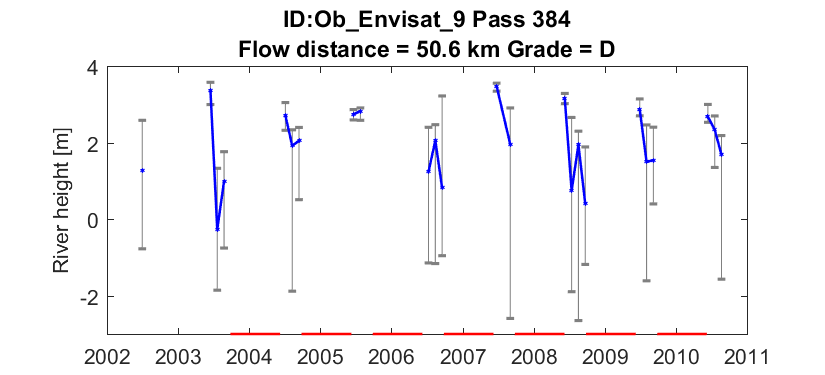 ID:Ob_Envisat_9 Pass 384
Flow distance = 50.6 km Grade = D
River height [m]
4
2
0
-2
2002 2003 2004 2005 2006 2007 2008 2009 2010 2011